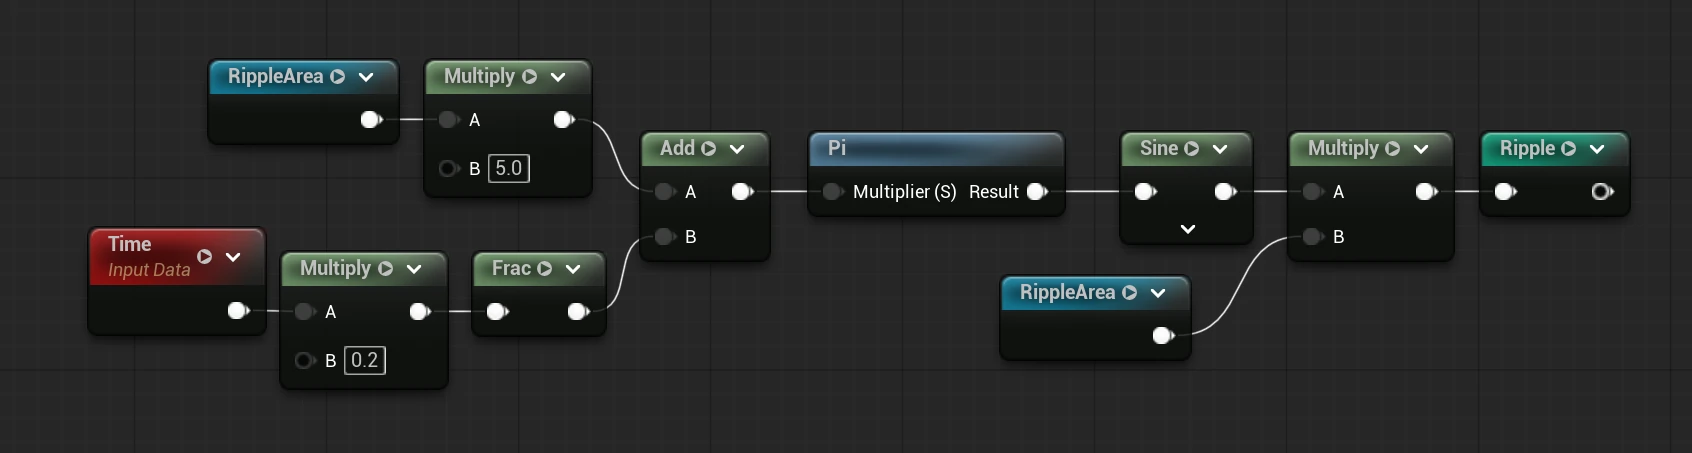 RippleArea
Multiply
A
B 5.0
Time
Input Data
Multiply
A
B 0.2
Frac
Add
A
B
Pi
Multiplier (S) Result
Sine
RippleArea
Multiply
A
B
Ripple